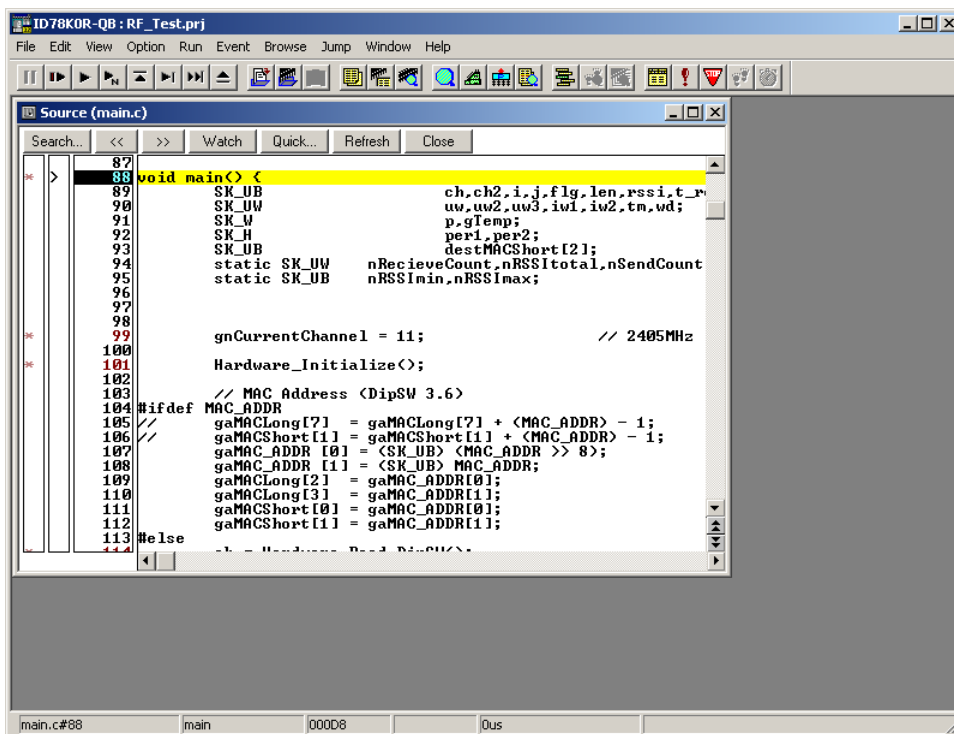 ID78K0R-QB : RF_Test.prj
File Edit View Option Run Event Browse Jump Window Help
Source (main.c)
Search... << >> Watch Quick... Refresh Close
87
* > 88 void main() {
89 SK_UB ch,ch2,i,j,flg,len,rssi,
90 SK_UW uw,uw2,uw3,iw1,iw2,tm,wd;
91 SK_W p,gTemp;
92 SK_H per1,per2;
93 SK_UB destMACShort[2];
94 static SK_UW nRecieveCount,nRSSItotal,nSendCount
95 static SK_UB nRSSImin,nRSSImax;
96
97
98
* 99 gnCurrentChannel = 11; // 2405MHz
100
* 101 Hardware_Initialize();
102
103 // MAC Address (DipSW 3.6)
104 #ifdef MAC_ADDR
105 // gaMACLong[7] = gaMACLong[7] + (MAC_ADDR) - 1;
106 // gaMACShort[1] = gaMACShort[1] + (MAC_ADDR) - 1;
107 gaMAC_ADDR [0] = (SK_UB) (MAC_ADDR >> 8);
108 gaMAC_ADDR [1] = (SK_UB) MAC_ADDR;
109 gaMACLong[2] = gaMAC_ADDR[0];
110 gaMACLong[3] = gaMAC_ADDR[1];
111 gaMACShort[0] = gaMAC_ADDR[0];
112 gaMACShort[1] = gaMAC_ADDR[1];
113 #else
main.c#88 main 000D8 0us